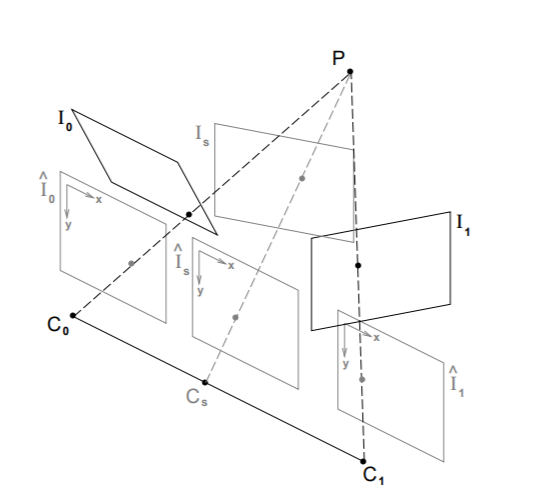 P
I₀
Iₛ
Î₀
x
y
I₁
Îₛ
x
y
C₀
x
y
Î₁
Cₛ
C₁